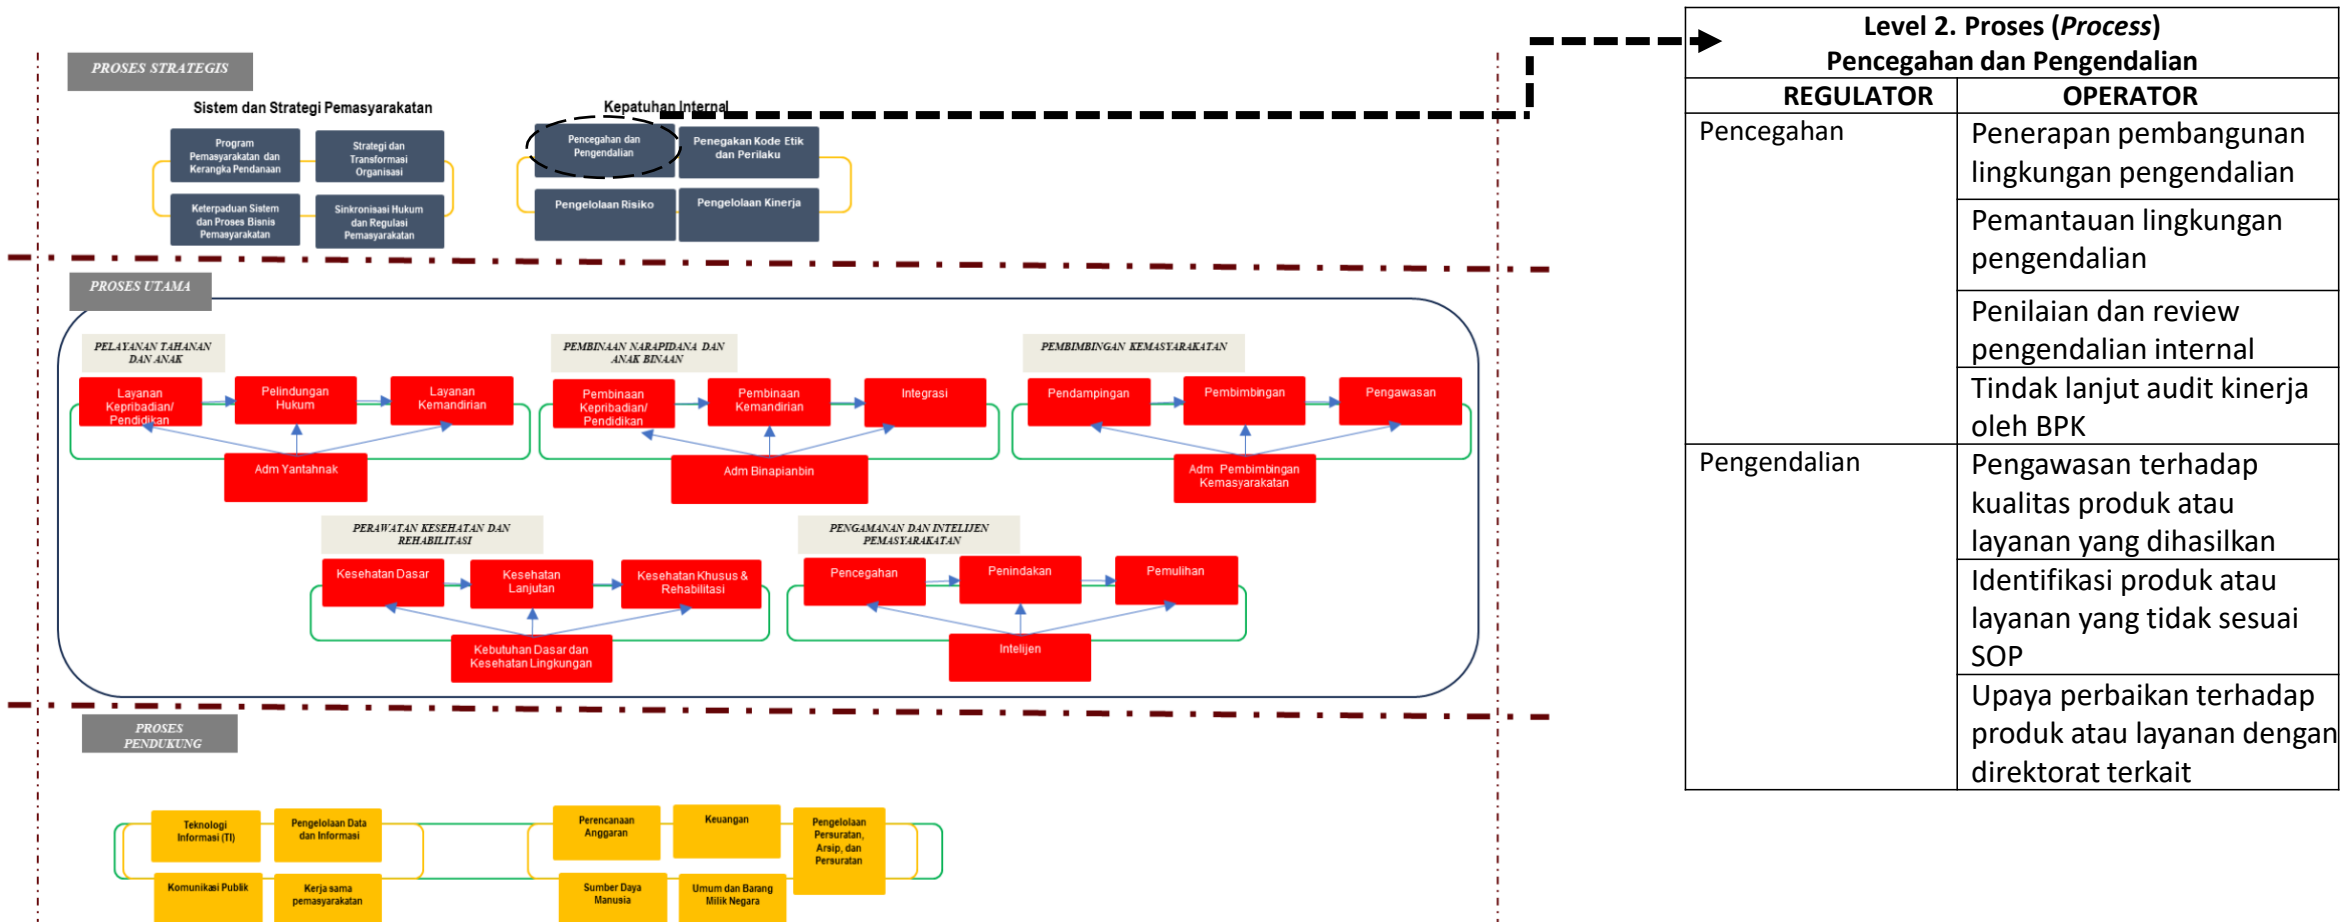 PROSES STRATEGIS
Sistem dan Strategi Pemasyarakatan
Program
Pemasyarakatan dan
Kerangka Pendanaan
Strategi dan
Transformasi
Organisasi
Keterpaduan Sistem
dan Proses Bisnis
Pemasyarakatan
Sinkronisasi Hukum
dan Regulasi
Pemasyarakatan
Kepatuhan Internal
Pencegahan dan
Pengendalian
Penegakan Kode Etik
dan Perilaku
Pengelolaan Risiko
Pengelolaan Kinerja
PROSES UTAMA
PELAYANAN TAHANAN
DAN ANAK
Layanan
Kepribadian/
Pendidikan
Pelindungan
Hukum
Layanan
Kemandirian
Adm Yantahnak
PEMBINAAN NARAPIDANA DAN
ANAK BINAAN
Pembinaan
Kepribadian/
Pendidikan
Pembinaan
Kemandirian
Integrasi
Adm Binapianbin
PEMBIMBINGAN KEMASYARAKATAN
Pendampingan
Pembimbingan
Pengawasan
Adm Pembimbingan
Kemasyarakatan
PERAWATAN KESEHATAN DAN
REHABILITASI
Kesehatan Dasar
Kesehatan
Lanjutan
Kesehatan Khusus &
Rehabilitasi
Kebutuhan Dasar dan
Kesehatan Lingkungan
PENGAMANAN DAN INTELIJEN
PEMASYARAKATAN
Pencegahan
Penindakan
Pemulihan
Intelijen
PROSES
PENDUKUNG
Teknologi
Informasi (TI)
Pengelolaan Data
dan Informasi
Komunikasi Publik
Kerja sama
pemasyarakatan
Perencanaan
Anggaran
Keuangan
Pengelolaan
Persuratan,
Arsip, dan
Persuratan
Sumber Daya
Manusia
Umum dan Barang
Milik Negara
Level 2. Proses (Process)
Pencegahan dan Pengendalian
REGULATOR
OPERATOR
Pencegahan
Penerapan pembangunan
lingkungan pengendalian
Pemantauan lingkungan
pengendalian
Penilaian dan review
pengendalian internal
Tindak lanjut audit kinerja
oleh BPK
Pengendalian
Pengawasan terhadap
kualitas produk atau
layanan yang dihasilkan
Identifikasi produk atau
layanan yang tidak sesuai
SOP
Upaya perbaikan terhadap
produk atau layanan dengan
direktorat terkait